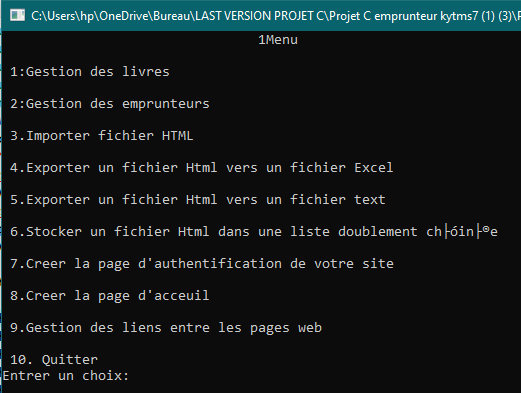 C:\Users\hp\OneDrive\Bureau\LAST VERSION PROJET C\Projet C emprunteur kytms7 (1) (3)\P
1Menu
1:Gestion des livres
2:Gestion des emprunteurs
3.Importer fichier HTML
4.Exporter un fichier Html vers un fichier Excel
5.Exporter un fichier Html vers un fichier text
6.Stocker un fichier Html dans une liste doublement ch├óin├®e
7.Creer la page d'authentification de votre site
8.Creer la page d'acceuil
9.Gestion des liens entre les pages web
10. Quitter
Entrer un choix: